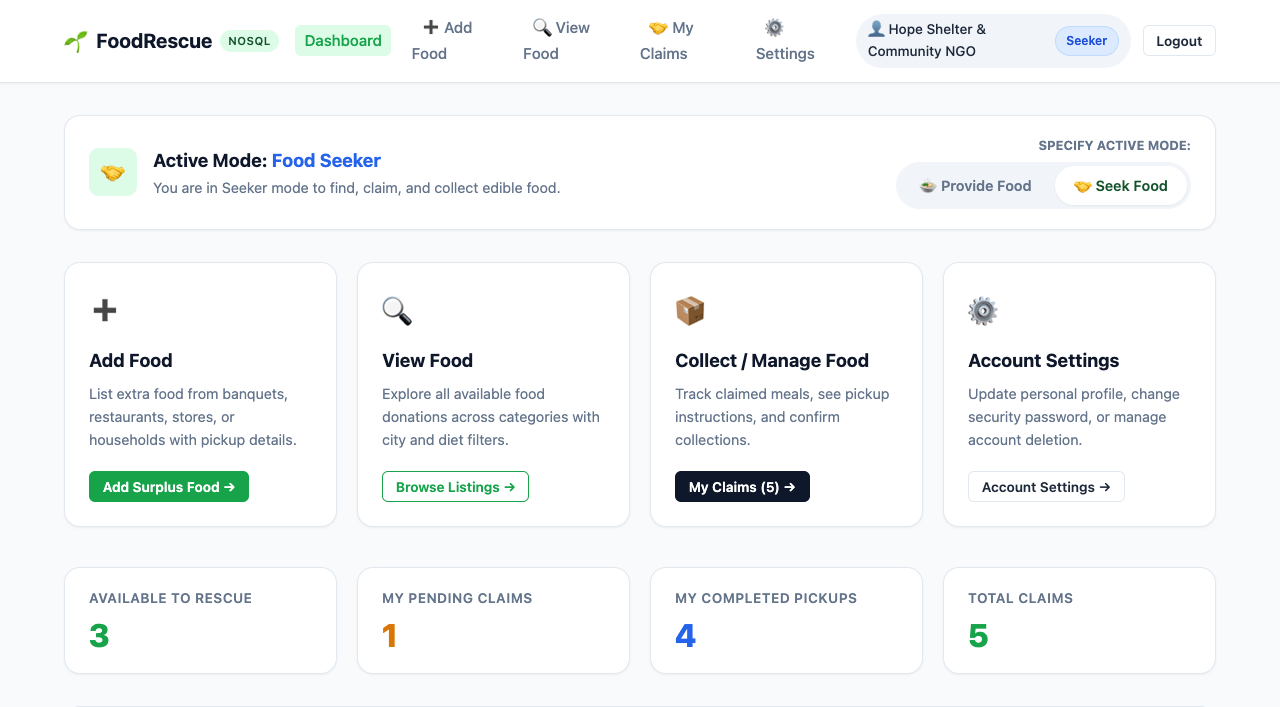 FoodRescue NOSQL
Dashboard
Add
Food
View
Food
My
Claims
Settings
Hope Shelter &
Community NGO
Seeker
Logout
Active Mode: Food Seeker
You are in Seeker mode to find, claim, and collect edible food.
SPECIFY ACTIVE MODE:
Provide Food
Seek Food
Add Food
List extra food from banquets,
restaurants, stores, or
households with pickup details.
Add Surplus Food →
View Food
Explore all available food
donations across categories with
city and diet filters.
Browse Listings →
Collect / Manage Food
Track claimed meals, see pickup
instructions, and confirm
collections.
My Claims (5) →
Account Settings
Update personal profile, change
security password, or manage
account deletion.
Account Settings →
AVAILABLE TO RESCUE
3
MY PENDING CLAIMS
1
MY COMPLETED PICKUPS
4
TOTAL CLAIMS
5